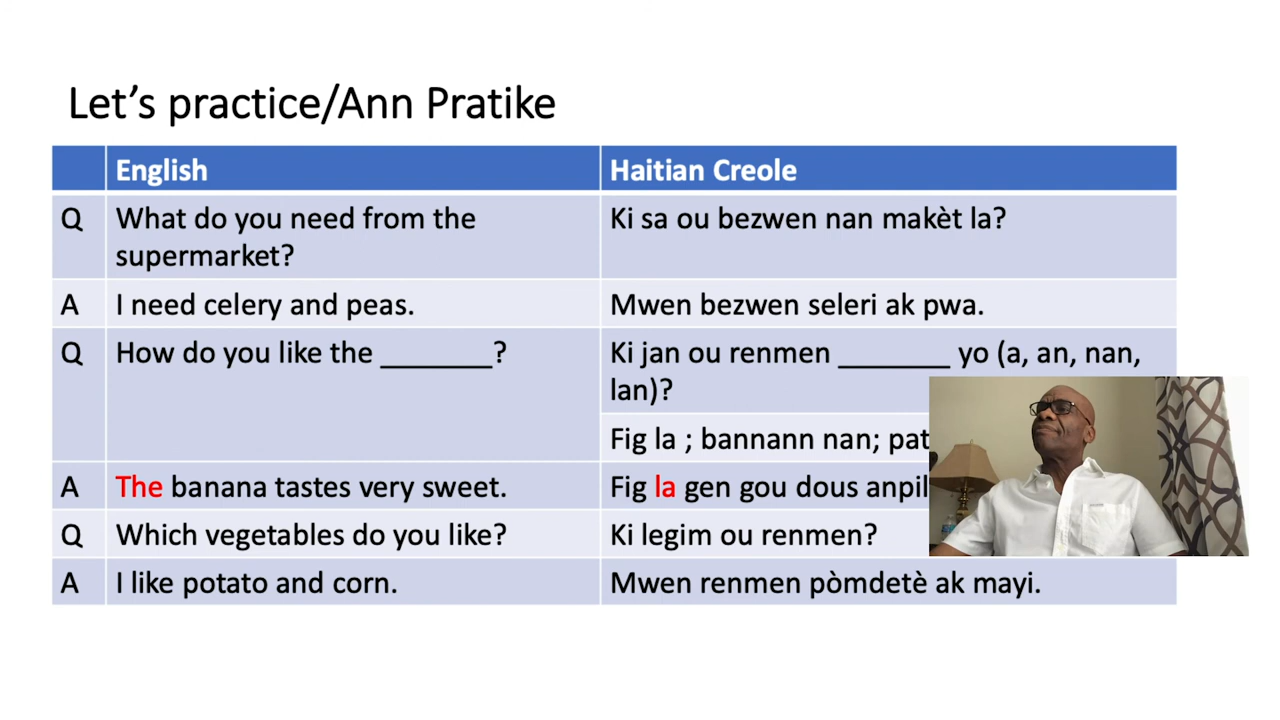 Let's practice/Ann Pratike
English
Haitian Creole
Q
What do you need from the
supermarket?
Ki sa ou bezwen nan makèt la?
A
I need celery and peas.
Mwen bezwen seleri ak pwa.
Q
How do you like the _______?
Ki jan ou renmen _______ yo (a, an, nan,
lan)?
Fig la ; bannann nan;
A
The banana tastes very sweet.
Fig la gen gou dous anpil
Q
Which vegetables do you like?
Ki legim ou renmen?
A
I like potato and corn.
Mwen renmen pòmdetè ak mayi.